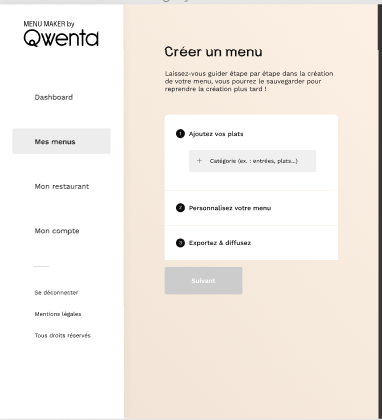 MENU MAKER by
Qwenta
Dashboard
Mes menus
Mon restaurant
Mon compte
Se déconnecter
Mentions légales
Tous droits réservés
Créer un menu
Laissez-vous guider étape par étape dans la création
de votre menu, vous pourrez le sauvegarder pour
reprendre la création plus tard !
1 Ajoutez vos plats
+ Catégorie (ex. : entrées, plats...)
2 Personnalisez votre menu
3 Exportez & diffusez
Suivant